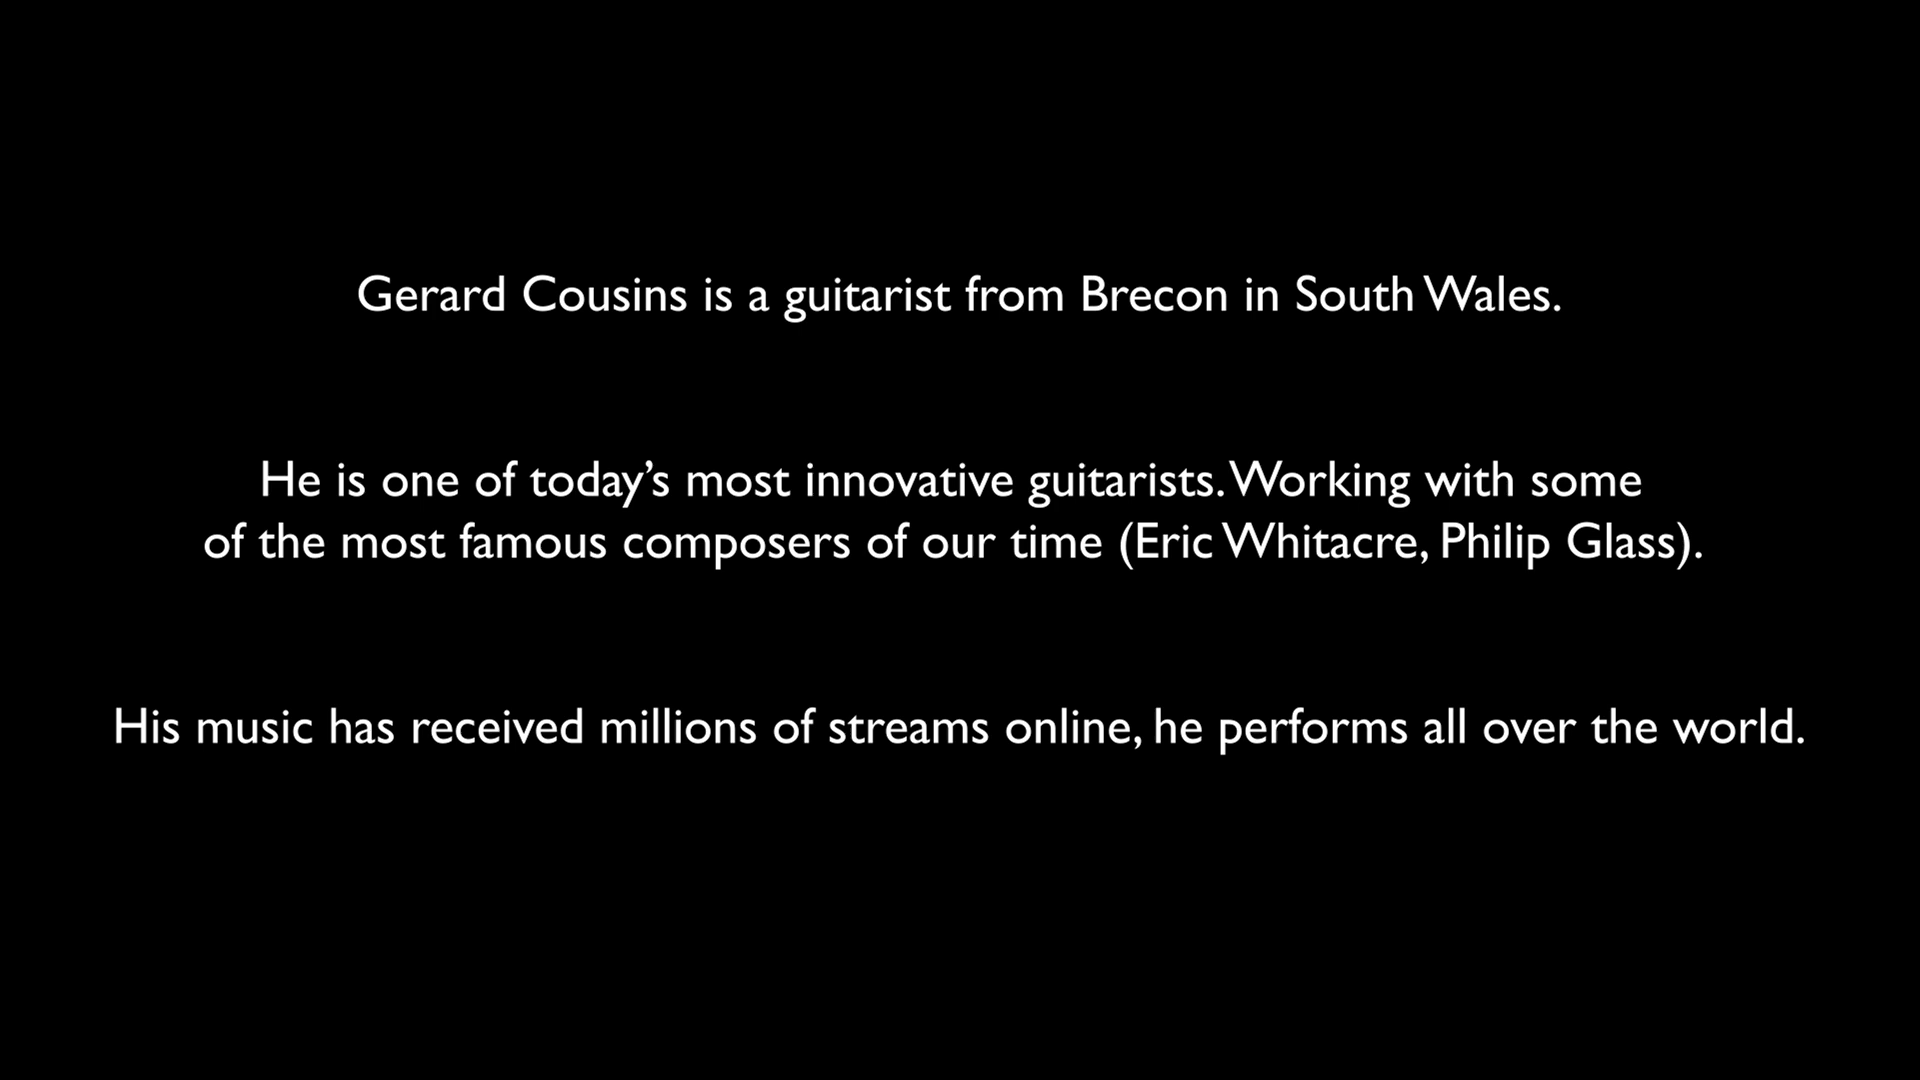 Gerard Cousins is a guitarist from Brecon in South Wales.
He is one of today’s most innovative guitarists. Working with some
of the most famous composers of our time (Eric Whitacre, Philip Glass).
His music has received millions of streams online, he performs all over the world.